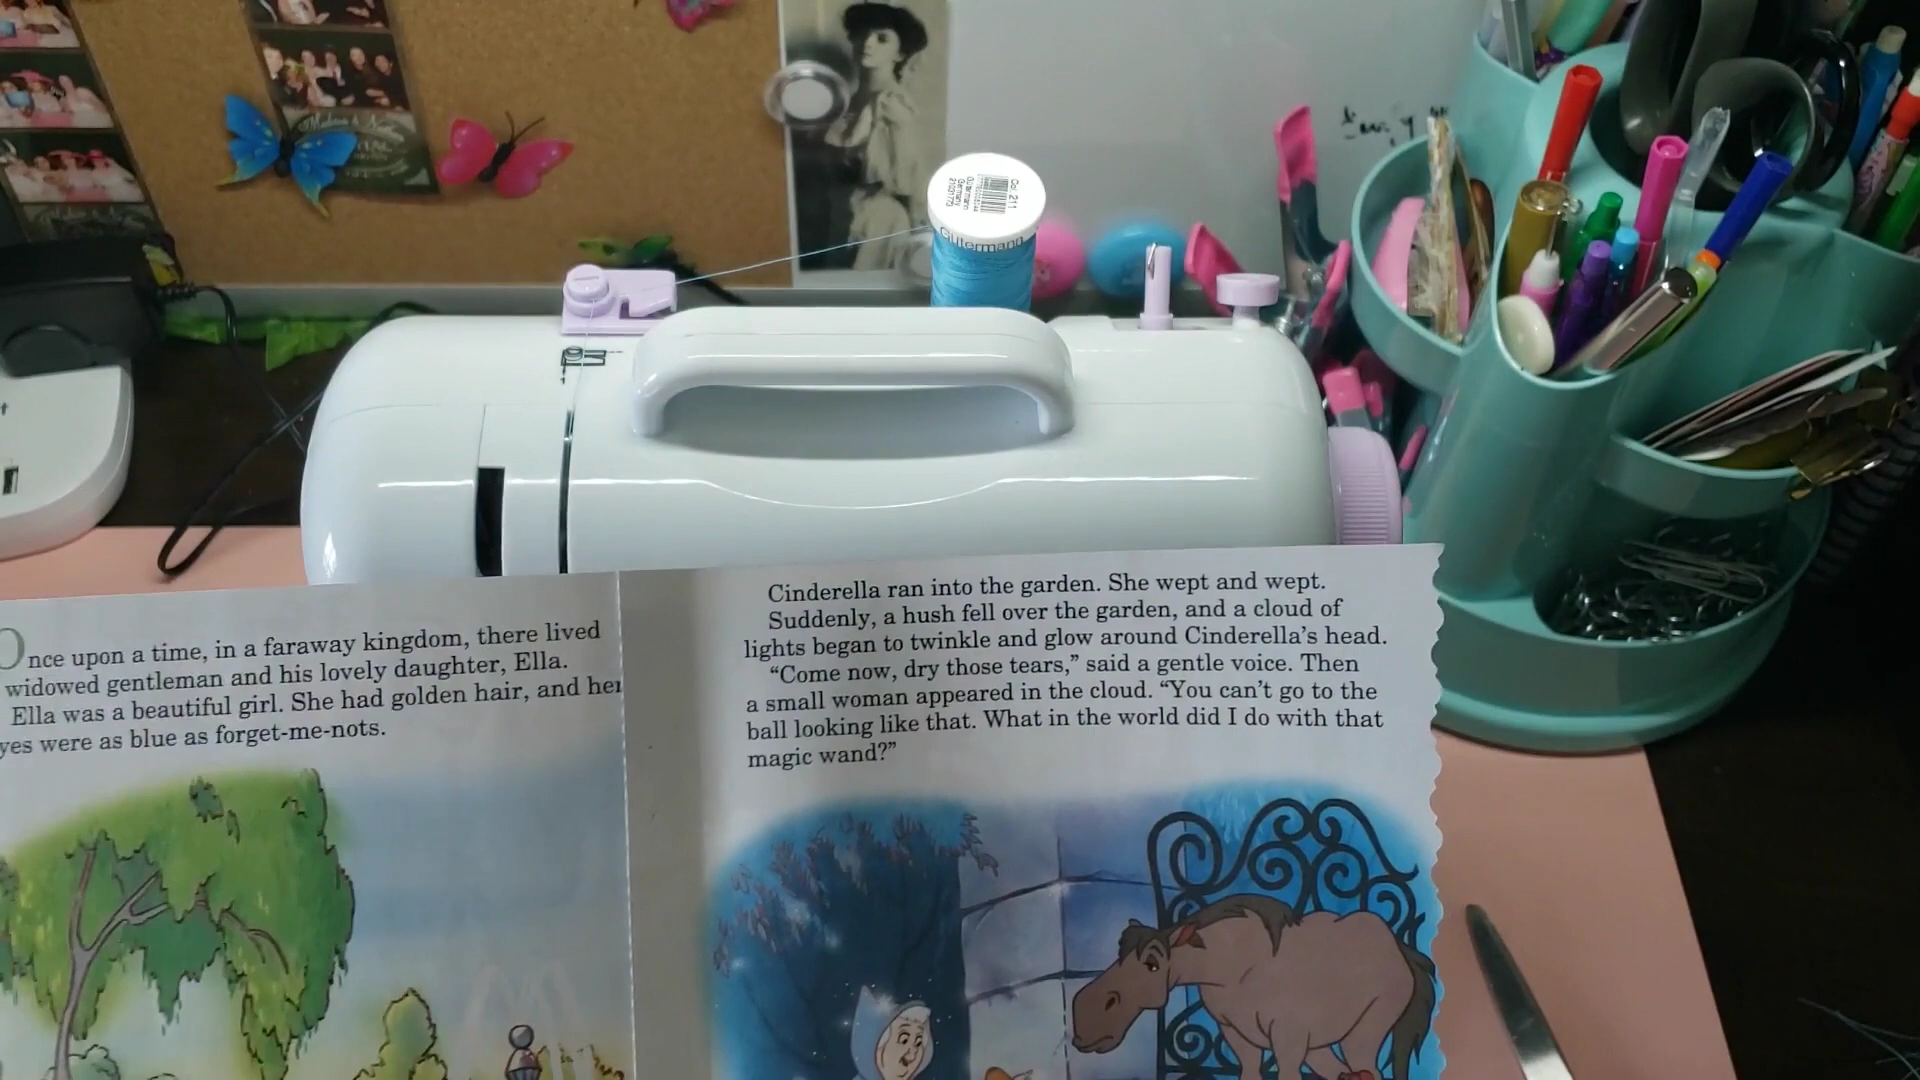 Col. 211
Gütermann
Germany
Gütermann
Once upon a time, in a faraway kingdom, there lived
widowed gentleman and his lovely daughter, Ella.
Ella was a beautiful girl. She had golden hair, and her
yes were as blue as forget-me-nots.
Cinderella ran into the garden. She wept and wept.
Suddenly, a hush fell over the garden, and a cloud of
lights began to twinkle and glow around Cinderella's head.
“Come now, dry those tears,” said a gentle voice. Then
a small woman appeared in the cloud. “You can't go to the
ball looking like that. What in the world did I do with that
magic wand?”